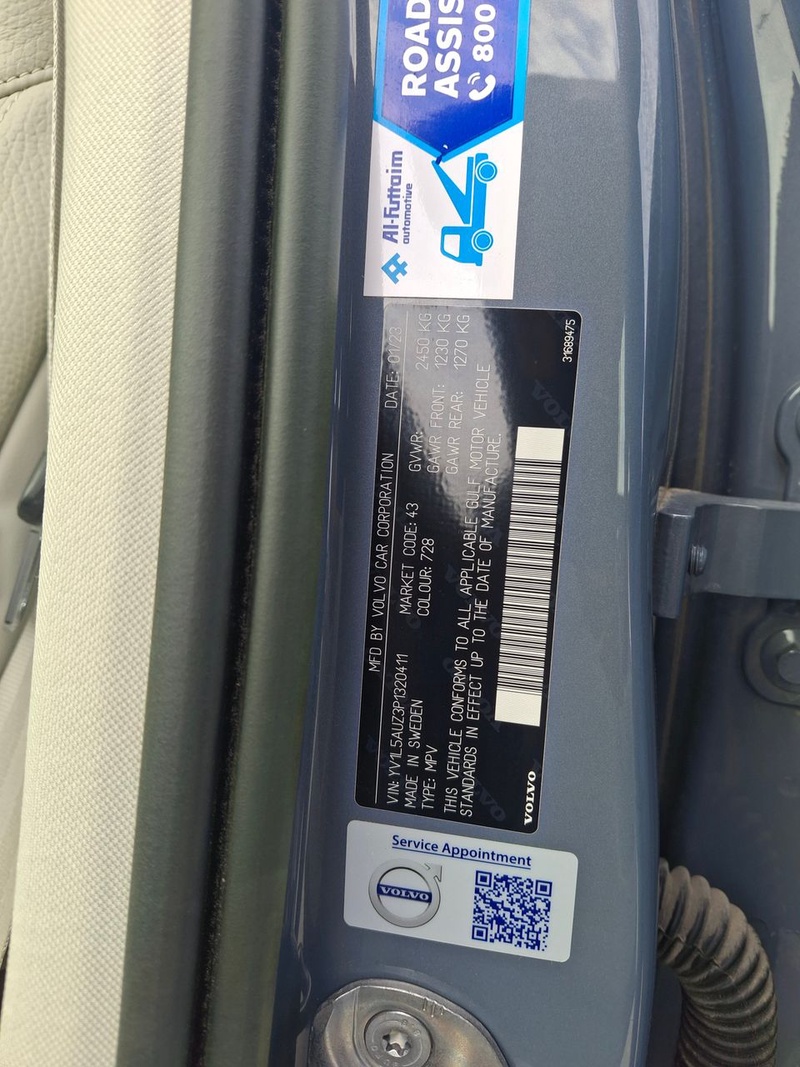 ROAD
ASSIS
800
Al-Futtaim
automotive
MFD BY VOLVO CAR CORPORATION DATE: 01/23
VIN: YV1L5AUZ3P1320411
MADE IN SWEDEN MARKET CODE: 43 GVWR: 2450 KG
TYPE: MPV COLOUR: 728 GAWR FRONT: 1230 KG
GAWR REAR: 1270 KG
THIS VEHICLE CONFORMS TO ALL APPLICABLE GULF MOTOR VEHICLE
STANDARDS IN EFFECT UP TO THE DATE OF MANUFACTURE.
VOLVO
31689475
Service Appointment
VOLVO